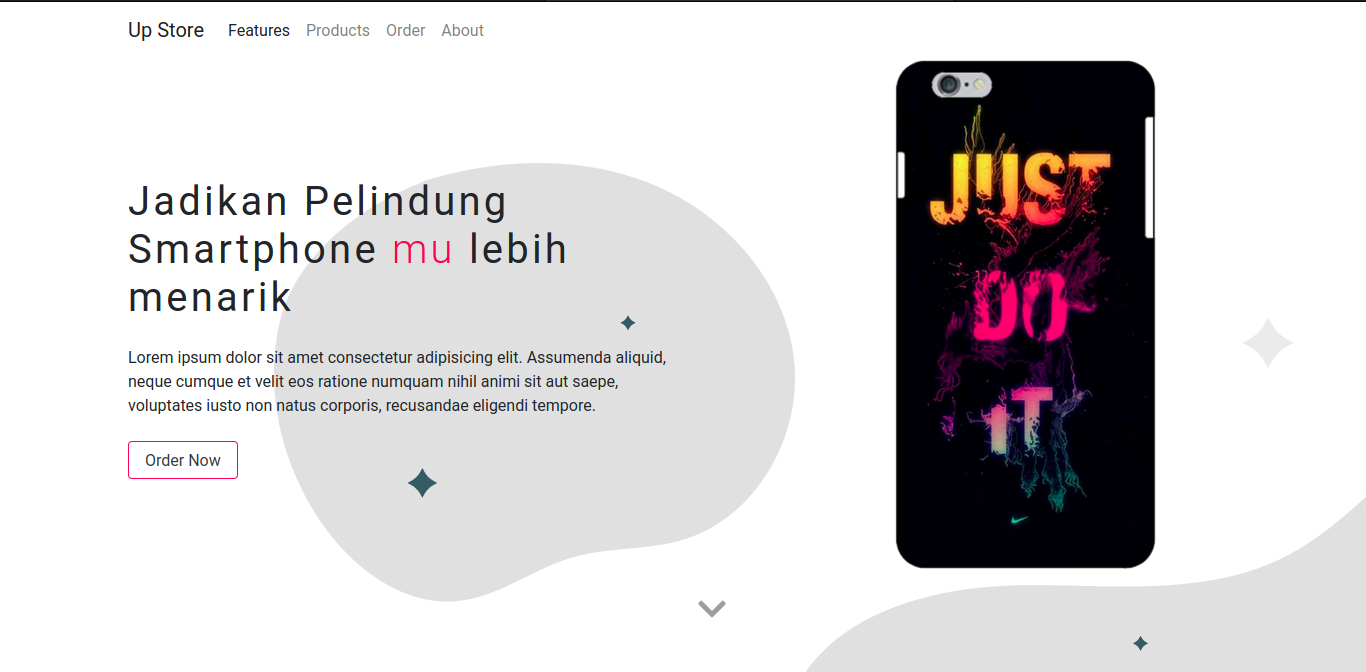 Up Store Features Products Order About
Jadikan Pelindung
Smartphone mu lebih
menarik
Lorem ipsum dolor sit amet consectetur adipisicing elit. Assumenda aliquid,
neque cumque et velit eos ratione numquam nihil animi sit aut saepe,
voluptates iusto non natus corporis, recusandae eligendi tempore.
Order Now
JUST
DO
IT